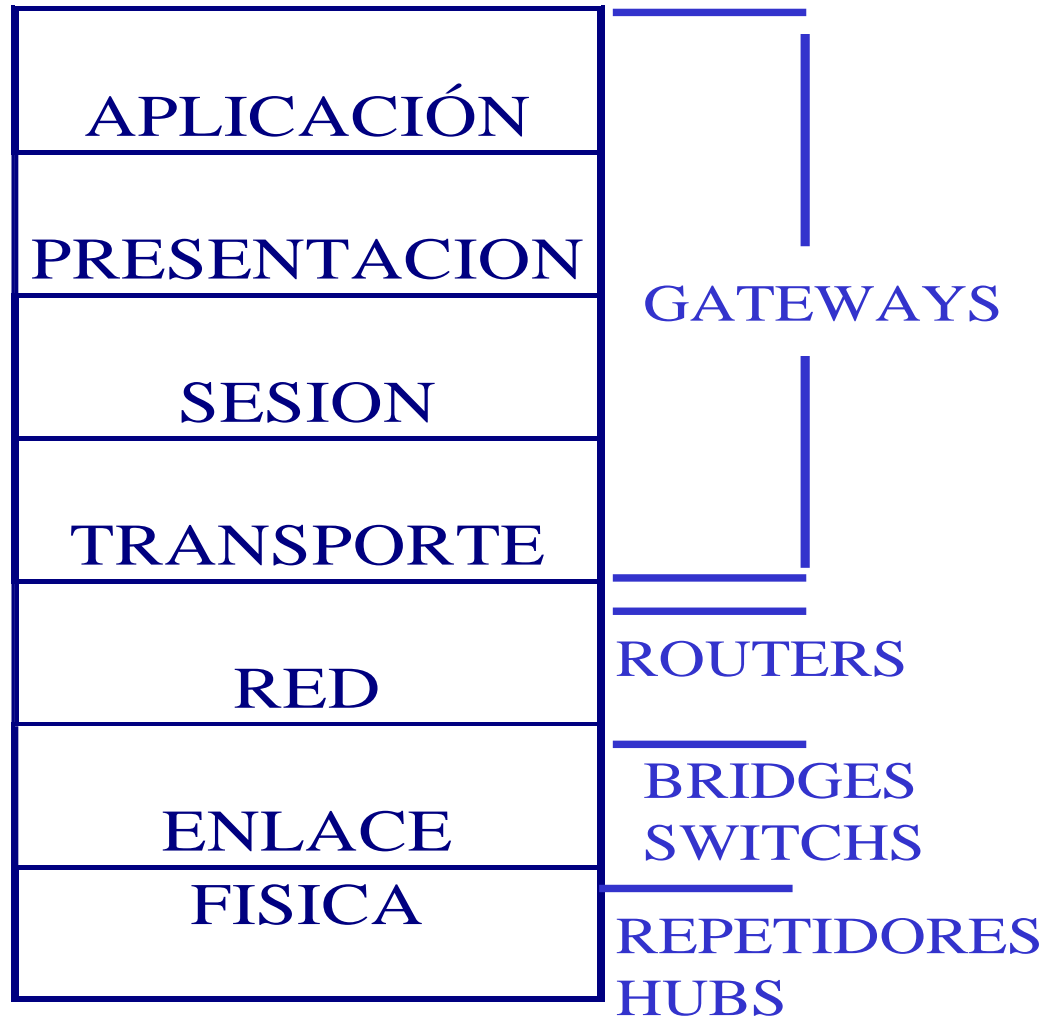 APLICACIÓN
PRESENTACION
SESION
TRANSPORTE
RED
ENLACE
FISICA
GATEWAYS
ROUTERS
BRIDGES
SWITCHS
REPETIDORES
HUBS